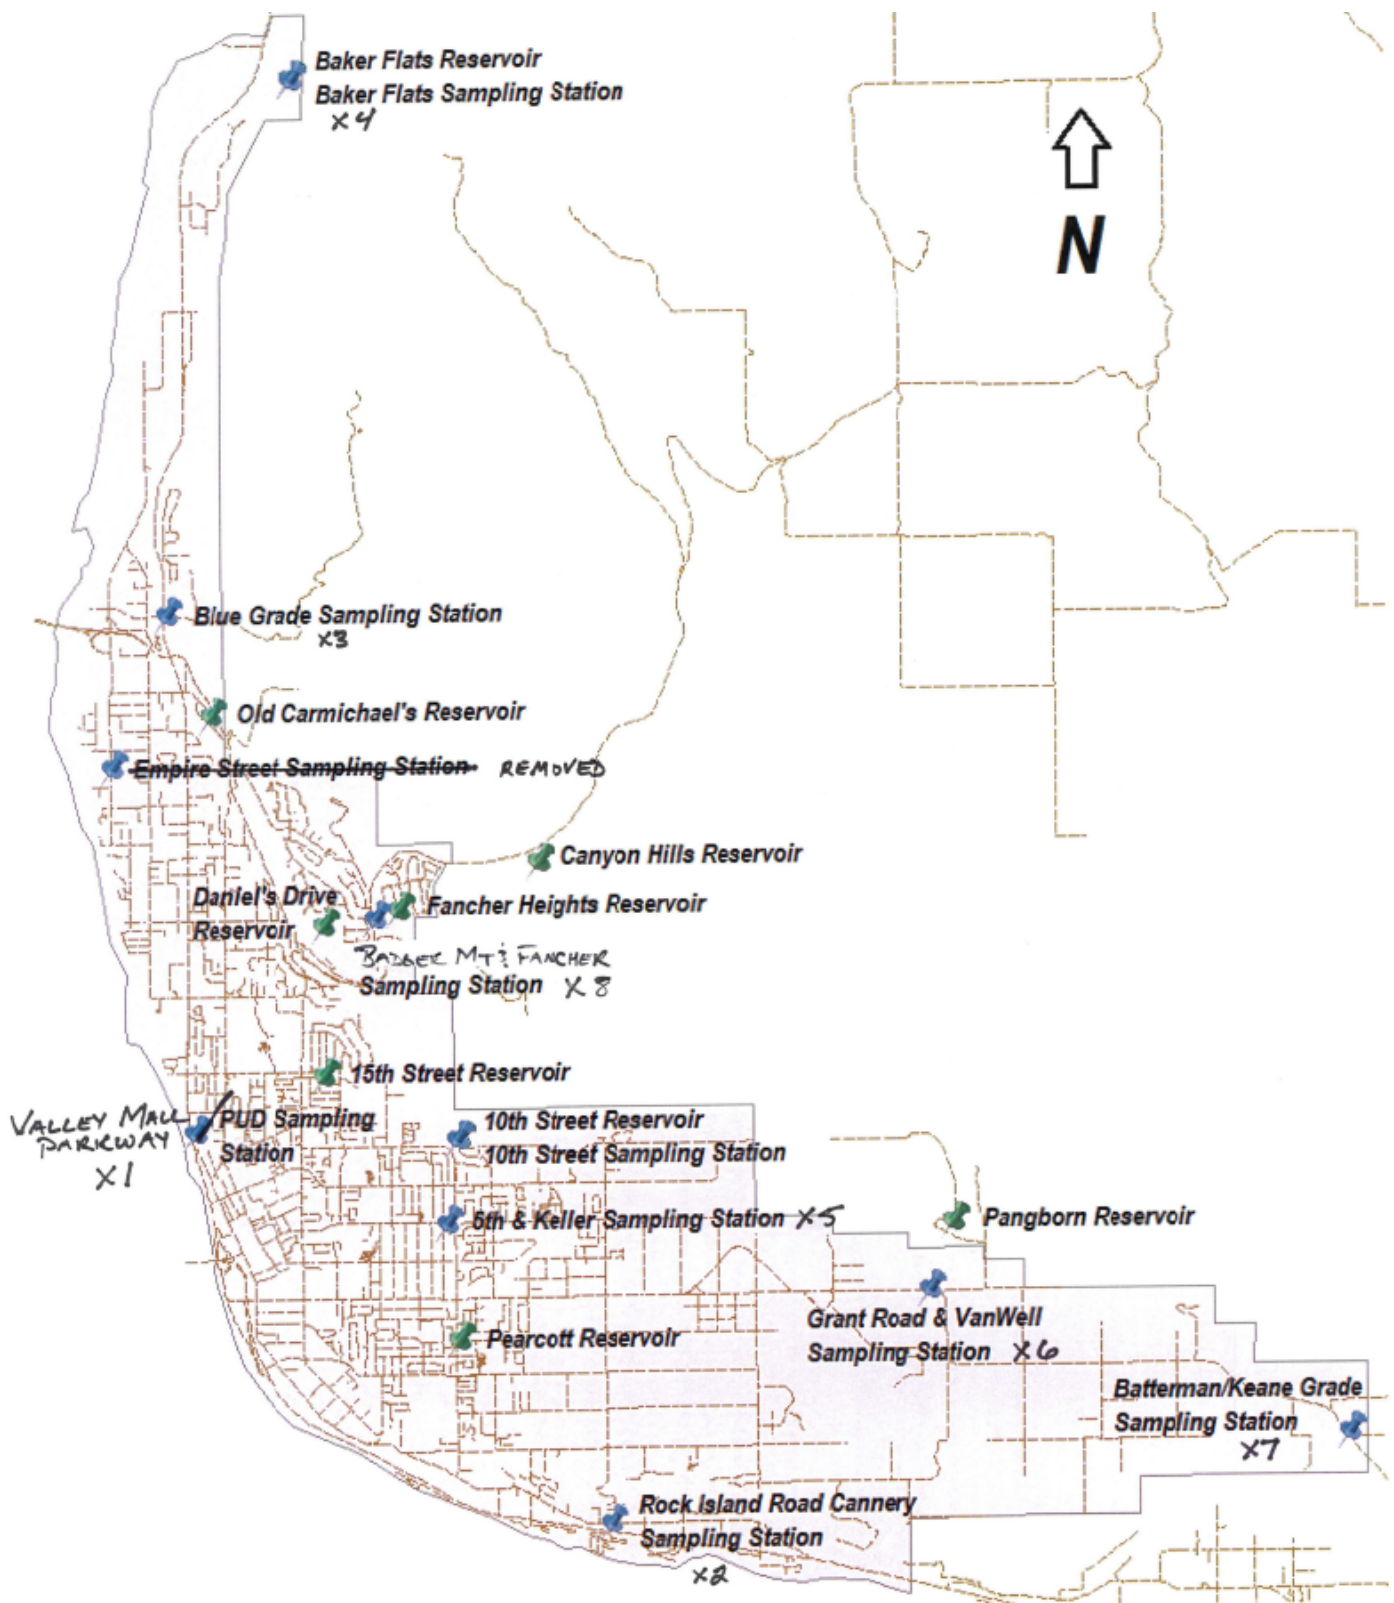 Baker Flats Reservoir
Baker Flats Sampling Station
X4
N
Blue Grade Sampling Station
X3
Old Carmichael's Reservoir
Empire Street Sampling Station REMOVED
Canyon Hills Reservoir
Daniel's Drive
Reservoir
Fancher Heights Reservoir
BADGER MT & FANCHER
Sampling Station X8
15th Street Reservoir
VALLEY MALL
PARKWAY
X1
PUD Sampling
Station
10th Street Reservoir
10th Street Sampling Station
5th & Keller Sampling Station X5
Pangborn Reservoir
Grant Road & VanWell
Sampling Station X6
Pearcott Reservoir
Batterman/Keane Grade
Sampling Station
X7
Rock Island Road Cannery
Sampling Station
X2